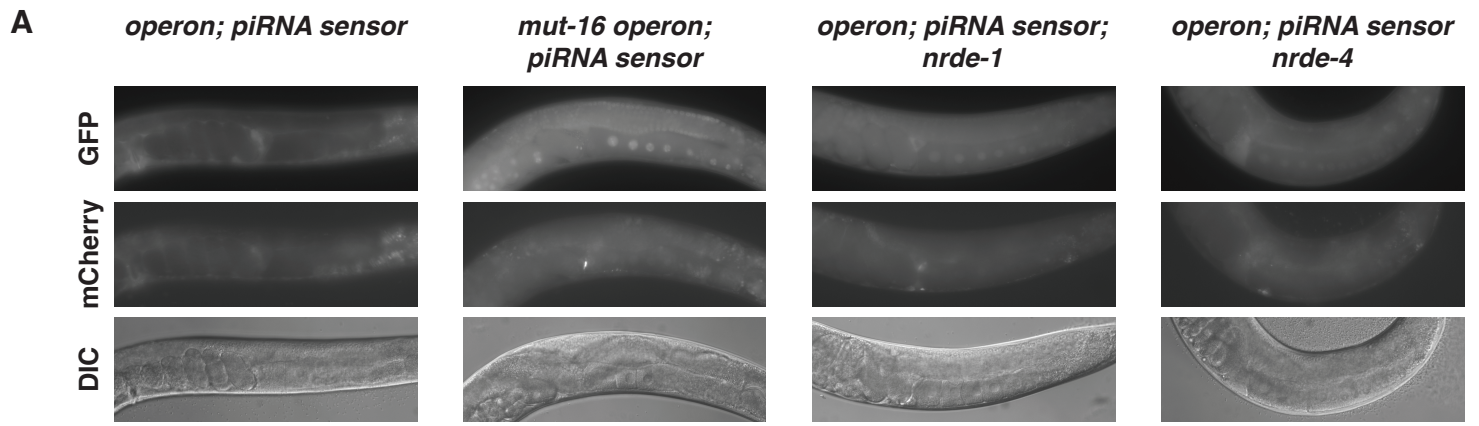 A
operon; piRNA sensor
mut-16 operon;
piRNA sensor
operon; piRNA sensor;
nrde-1
operon; piRNA sensor
nrde-4
GFP
mCherry
DIC